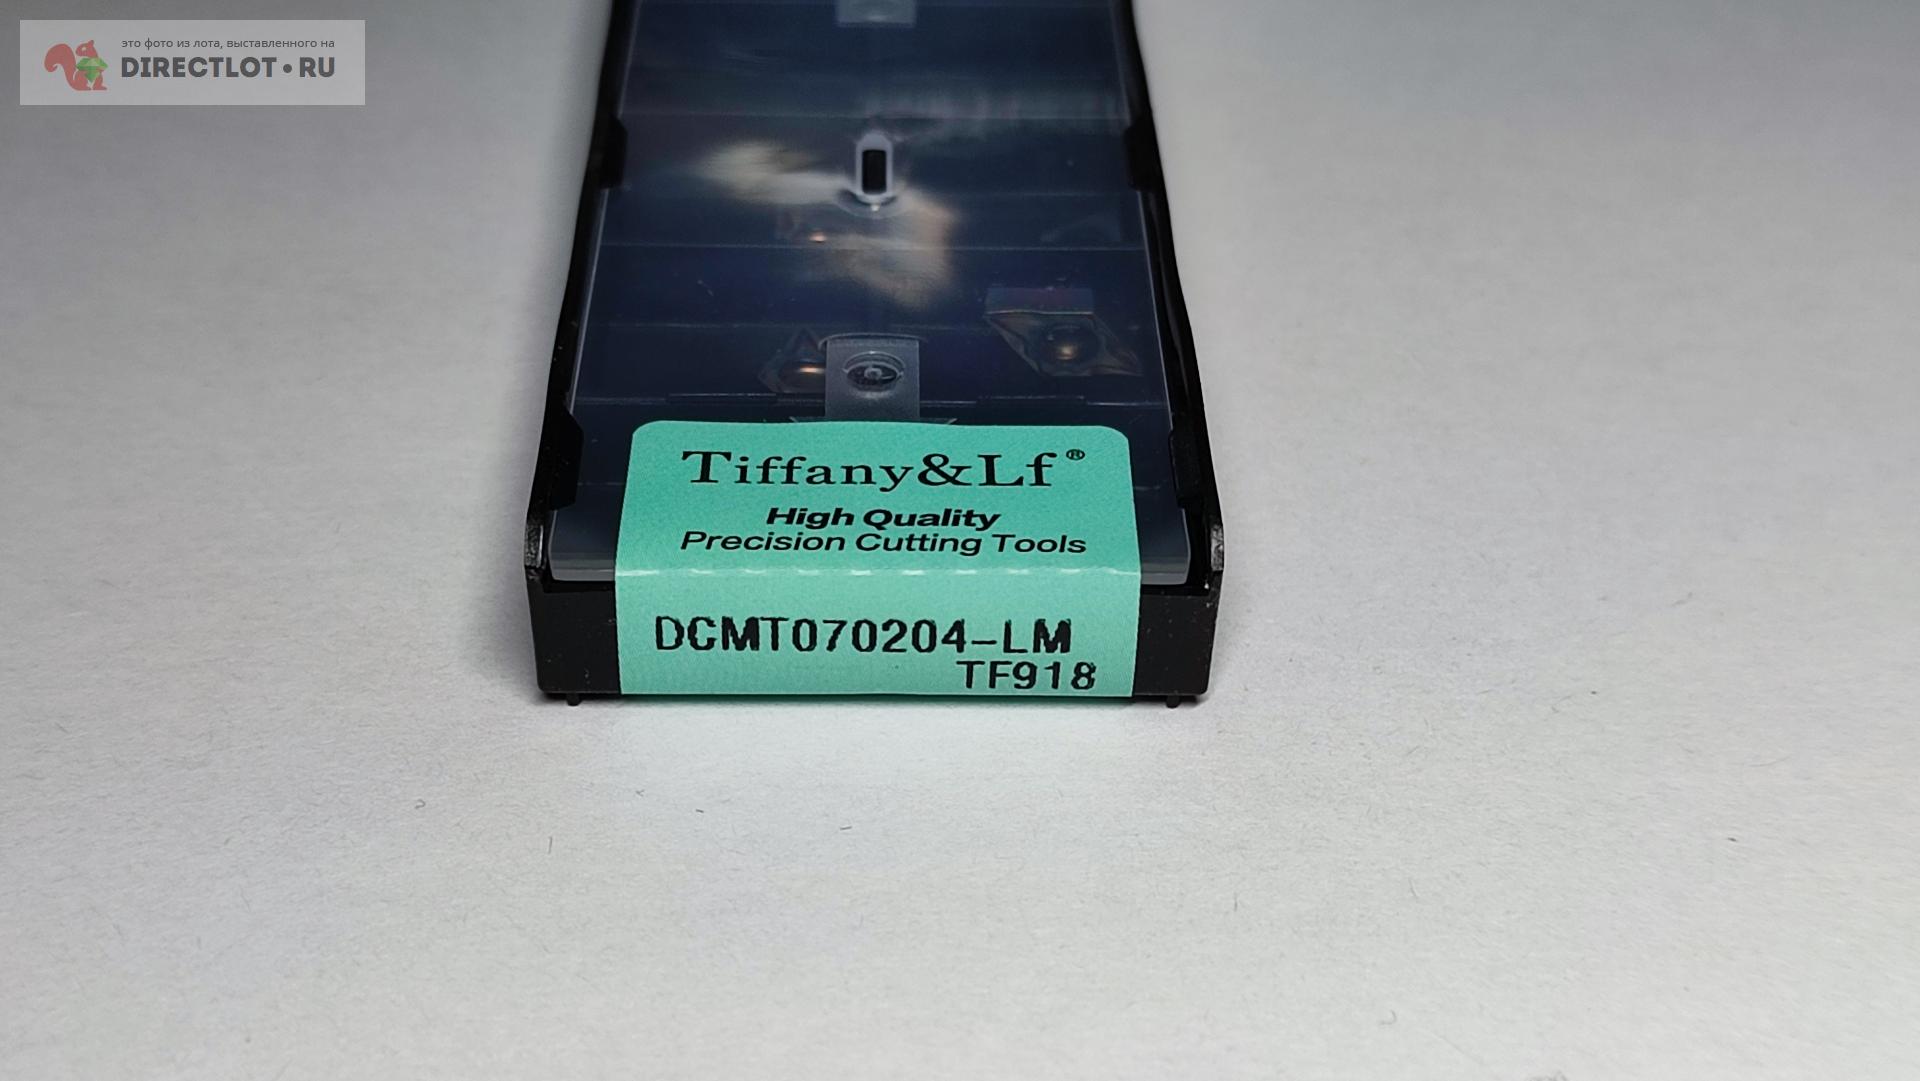 это фото из лота, выставленного на
DIRECTLOT•RU
Tiffany&Lf®
High Quality
Precision Cutting Tools
DCMT070204-LM
TF918